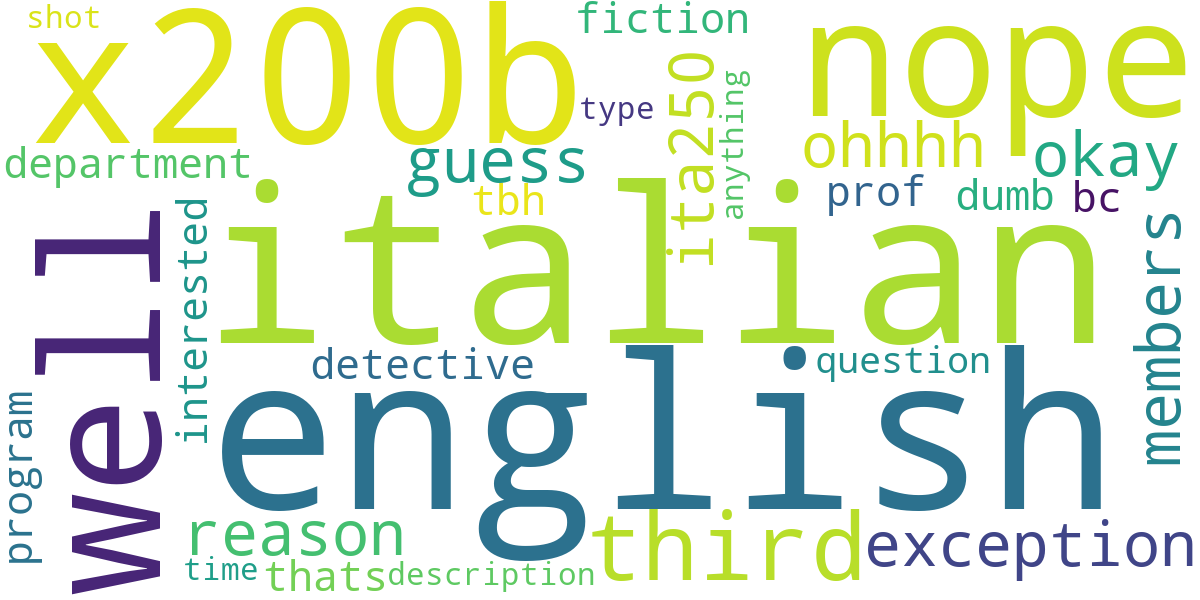 shot
x200b
fiction
nope
type
ita250
anything
ohhhh
okay
department
guess
tbh
prof
dumb
bc
italian
well
interested
members
detective
question
english
program
reason
third
exception
time
thats
description